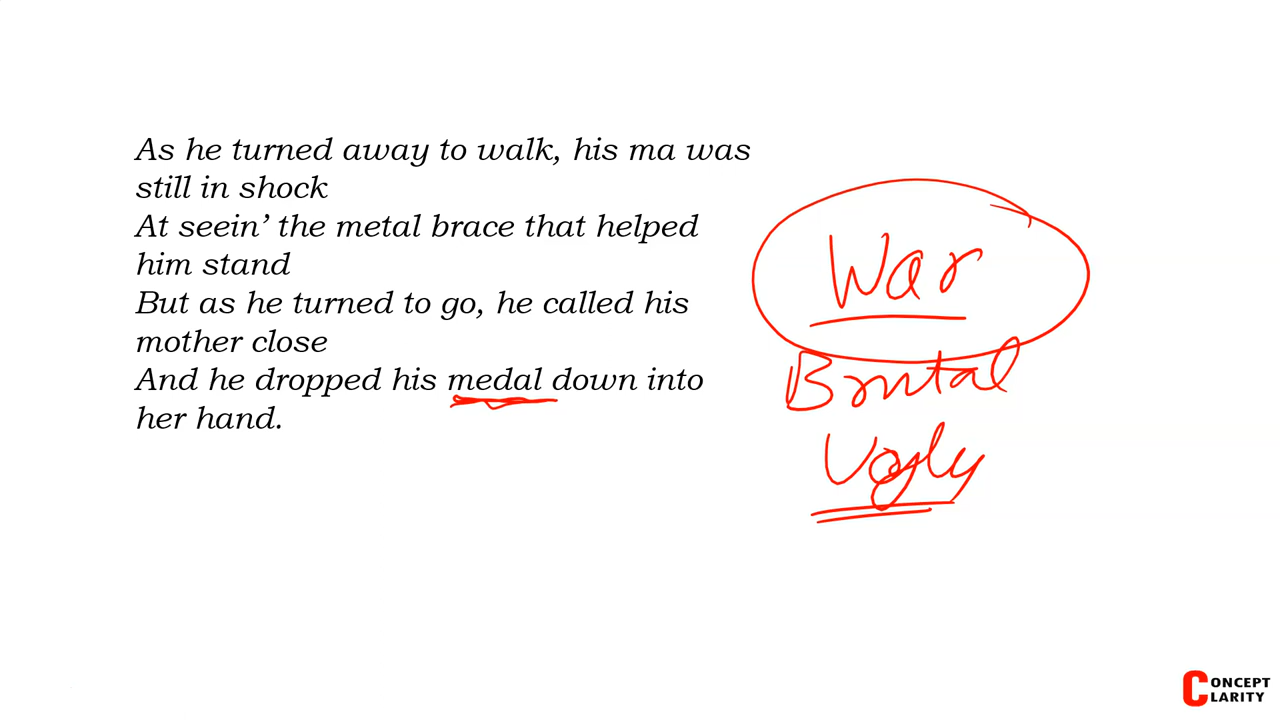 As he turned away to walk, his ma was
still in shock
At seein’ the metal brace that helped
him stand
But as he turned to go, he called his
mother close
And he dropped his medal down into
her hand.
War
Brutal
Ugly
CONCEPT
CLARITY